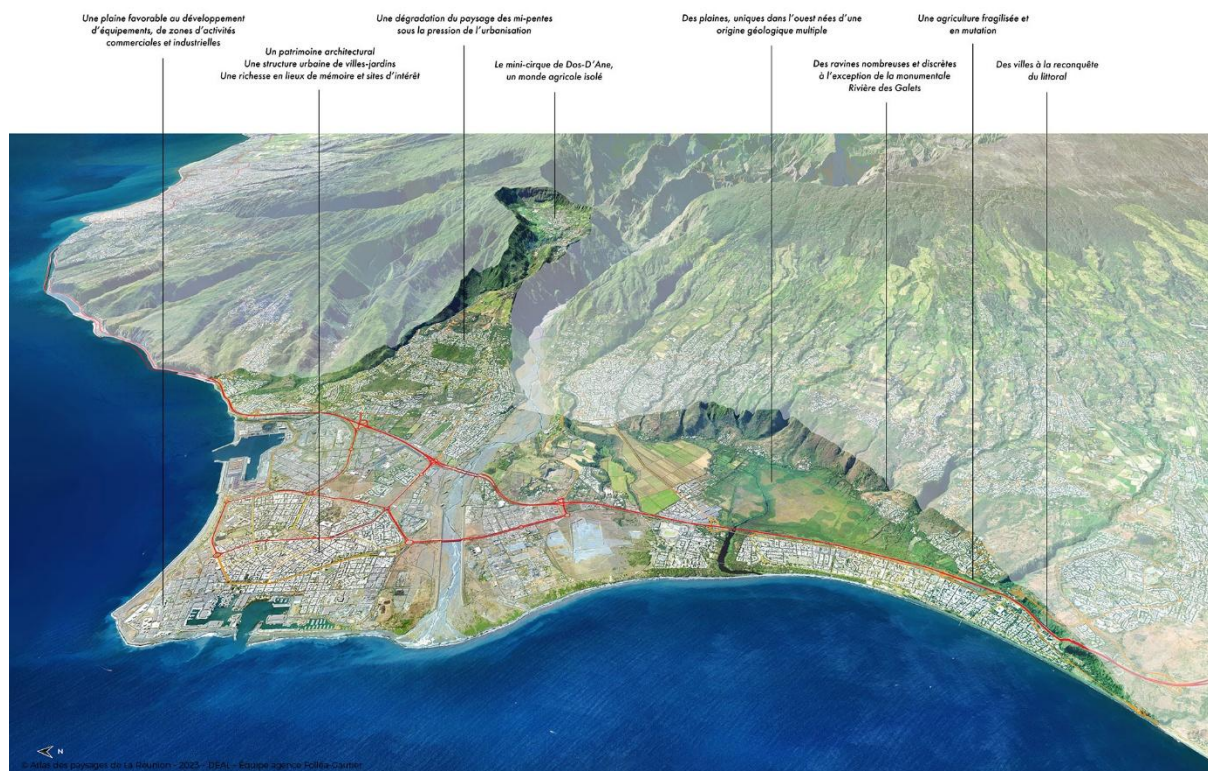 Une plaine favorable au développement
d'équipements, de zones d'activités
commerciales et industrielles
Un patrimoine architectural
Une structure urbaine de villes-jardins
Une richesse en lieux de mémoire et sites d'intérêt
Une dégradation du paysage des mi-pentes
sous la pression de l'urbanisation
Le mini-cirque de Dos-D'Ane,
un monde agricole isolé
Des plaines, uniques dans l'ouest nées d'une
origine géologique multiple
Des ravines nombreuses et discrètes
à l'exception de la monumentale
Rivière des Galets
Une agriculture fragilisée et
en mutation
Des villes à la reconquête
du littoral
N
© Atlas des paysages de La Réunion - 2023 - DEAL - Équipe agence Folléa-Gautier